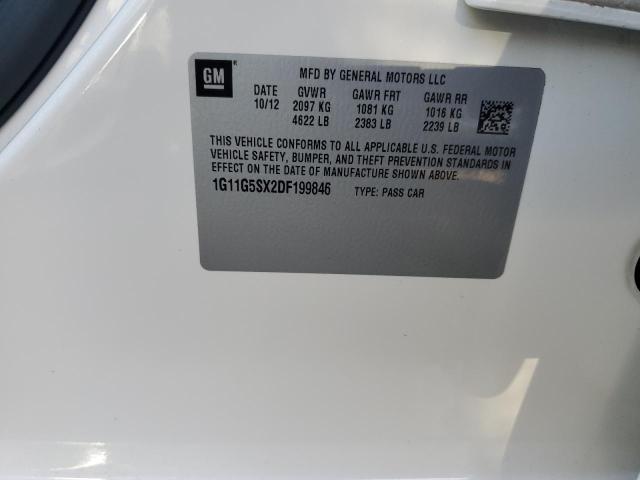 GM ® MFD BY GENERAL MOTORS LLC
DATE GVWR GAWR FRT GAWR RR
10/12 2097 KG 1081 KG 1016 KG
4622 LB 2383 LB 2239 LB
THIS VEHICLE CONFORMS TO ALL APPLICABLE U.S. FEDERAL MOTOR
VEHICLE SAFETY, BUMPER, AND THEFT PREVENTION STANDARDS IN
EFFECT ON THE DATE OF MANUFACTURE SHOWN ABOVE.
1G11G5SX2DF199846 TYPE: PASS CAR